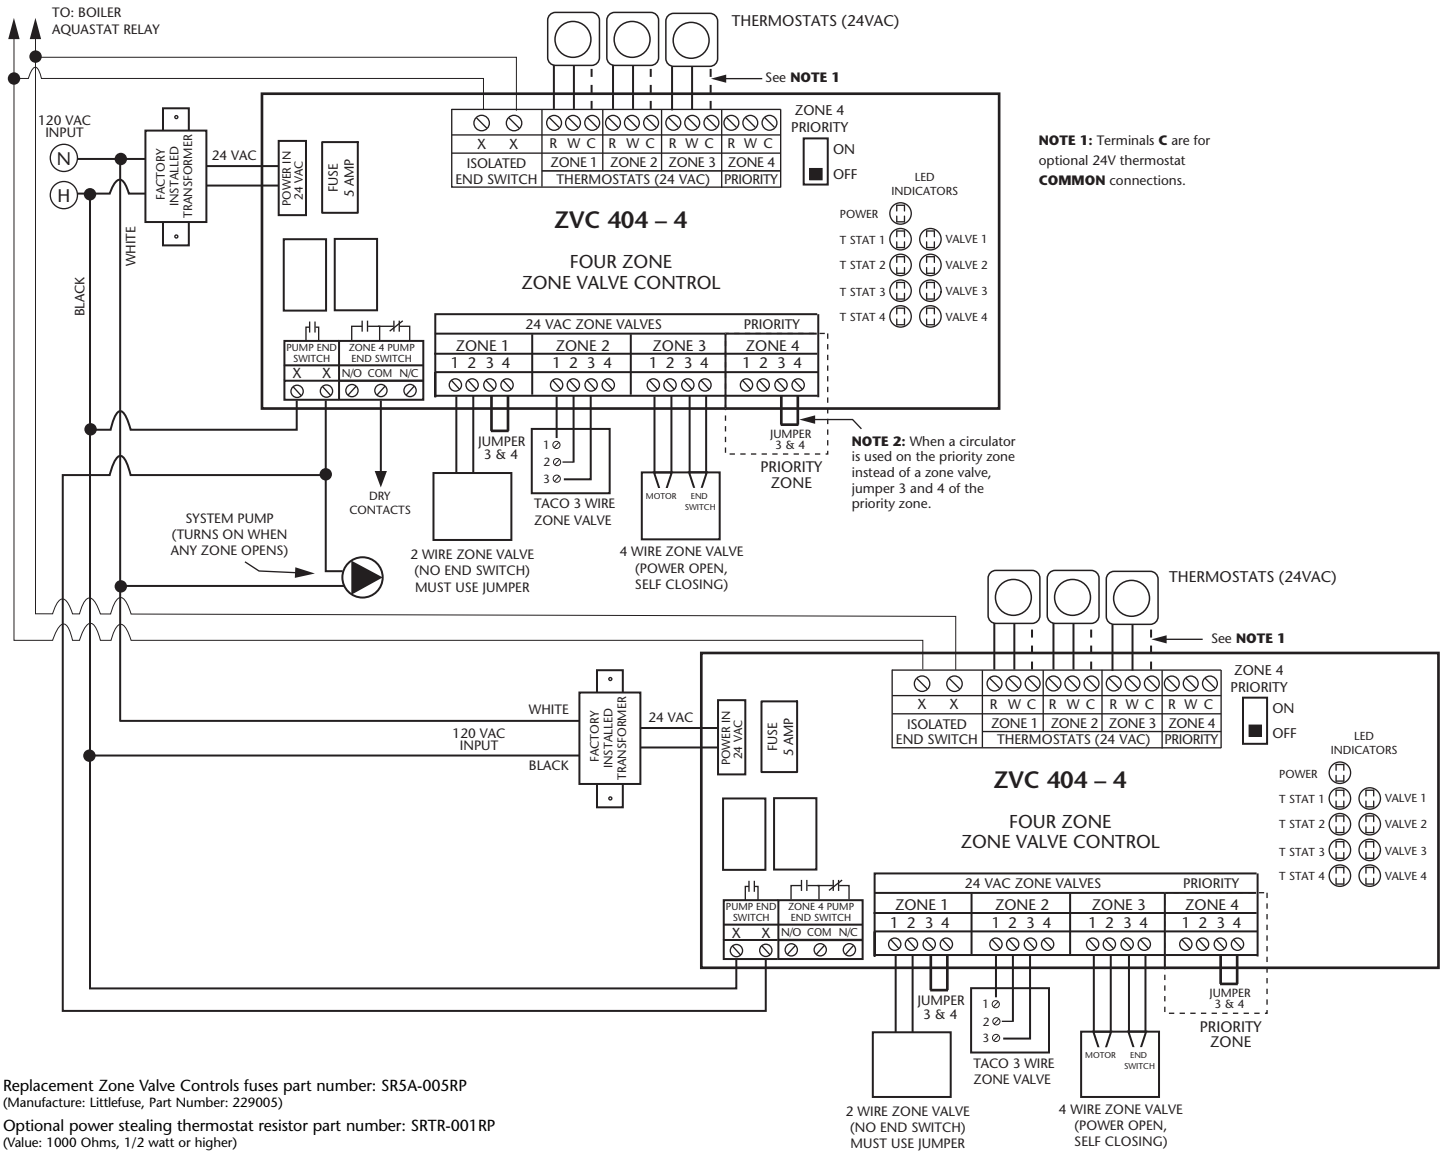 TO: BOILER
AQUASTAT RELAY
THERMOSTATS (24VAC)
See NOTE 1
120 VAC
INPUT
N
H
FACTORY
INSTALLED
TRANSFORMER
24 VAC
POWER IN
24 VAC
FUSE
5 AMP
WHITE
BLACK
X X R W C R W C R W C R W C
ISOLATED
END SWITCH
ZONE 1 ZONE 2 ZONE 3 ZONE 4
THERMOSTATS (24 VAC) PRIORITY
ZONE 4
PRIORITY
ON
OFF
NOTE 1: Terminals C are for
optional 24V thermostat
COMMON connections.
LED
INDICATORS
POWER
T STAT 1 VALVE 1
T STAT 2 VALVE 2
T STAT 3 VALVE 3
T STAT 4 VALVE 4
ZVC 404 – 4
FOUR ZONE
ZONE VALVE CONTROL
PUMP END
SWITCH
X X
ZONE 4 PUMP
END SWITCH
N/O COM N/C
24 VAC ZONE VALVES PRIORITY
ZONE 1 ZONE 2 ZONE 3 ZONE 4
1 2 3 4 1 2 3 4 1 2 3 4 1 2 3 4
JUMPER
3 & 4
1
2
3
TACO 3 WIRE
ZONE VALVE
MOTOR END
SWITCH
JUMPER
3 & 4
PRIORITY
ZONE
NOTE 2: When a circulator
is used on the priority zone
instead of a zone valve,
jumper 3 and 4 of the
priority zone.
DRY
CONTACTS
SYSTEM PUMP
(TURNS ON WHEN
ANY ZONE OPENS)
2 WIRE ZONE VALVE
(NO END SWITCH)
MUST USE JUMPER
4 WIRE ZONE VALVE
(POWER OPEN,
SELF CLOSING)
THERMOSTATS (24VAC)
See NOTE 1
WHITE
120 VAC
INPUT
BLACK
FACTORY
INSTALLED
TRANSFORMER
24 VAC
POWER IN
24 VAC
FUSE
5 AMP
X X R W C R W C R W C R W C
ISOLATED
END SWITCH
ZONE 1 ZONE 2 ZONE 3 ZONE 4
THERMOSTATS (24 VAC) PRIORITY
ZONE 4
PRIORITY
ON
OFF
LED
INDICATORS
POWER
T STAT 1 VALVE 1
T STAT 2 VALVE 2
T STAT 3 VALVE 3
T STAT 4 VALVE 4
ZVC 404 – 4
FOUR ZONE
ZONE VALVE CONTROL
PUMP END
SWITCH
X X
ZONE 4 PUMP
END SWITCH
N/O COM N/C
24 VAC ZONE VALVES PRIORITY
ZONE 1 ZONE 2 ZONE 3 ZONE 4
1 2 3 4 1 2 3 4 1 2 3 4 1 2 3 4
JUMPER
3 & 4
1
2
3
TACO 3 WIRE
ZONE VALVE
MOTOR END
SWITCH
JUMPER
3 & 4
PRIORITY
ZONE
2 WIRE ZONE VALVE
(NO END SWITCH)
MUST USE JUMPER
4 WIRE ZONE VALVE
(POWER OPEN,
SELF CLOSING)
Replacement Zone Valve Controls fuses part number: SR5A-005RP
(Manufacture: Littlefuse, Part Number: 229005)
Optional power stealing thermostat resistor part number: SRTR-001RP
(Value: 1000 Ohms, 1/2 watt or higher)